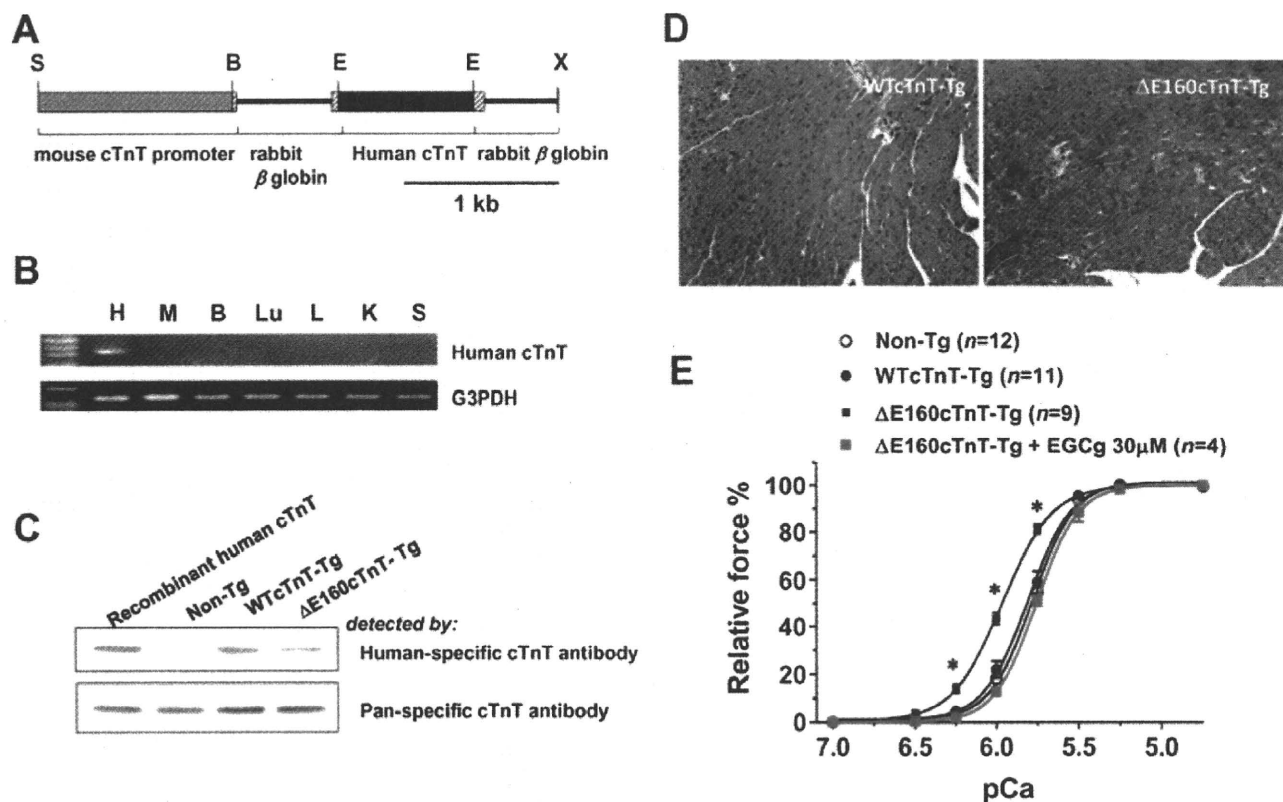 A
S B E E X
mouse cTnT promoter rabbit β globin Human cTnT rabbit β globin
1 kb
B
H M B Lu L K S
Human cTnT
G3PDH
C
Recombinant human cTnT
Non-Tg
WTcTnT-Tg
ΔE160cTnT-Tg
detected by:
Human-specific cTnT antibody
Pan-specific cTnT antibody
D
WTcTnT-Tg
ΔE160cTnT-Tg
E
Non-Tg (n=12)
WTcTnT-Tg (n=11)
ΔE160cTnT-Tg (n=9)
ΔE160cTnT-Tg + EGCg 30μM (n=4)
Relative force %
100
80
60
40
20
0
* * *
7.0 6.5 6.0 5.5 5.0
pCa